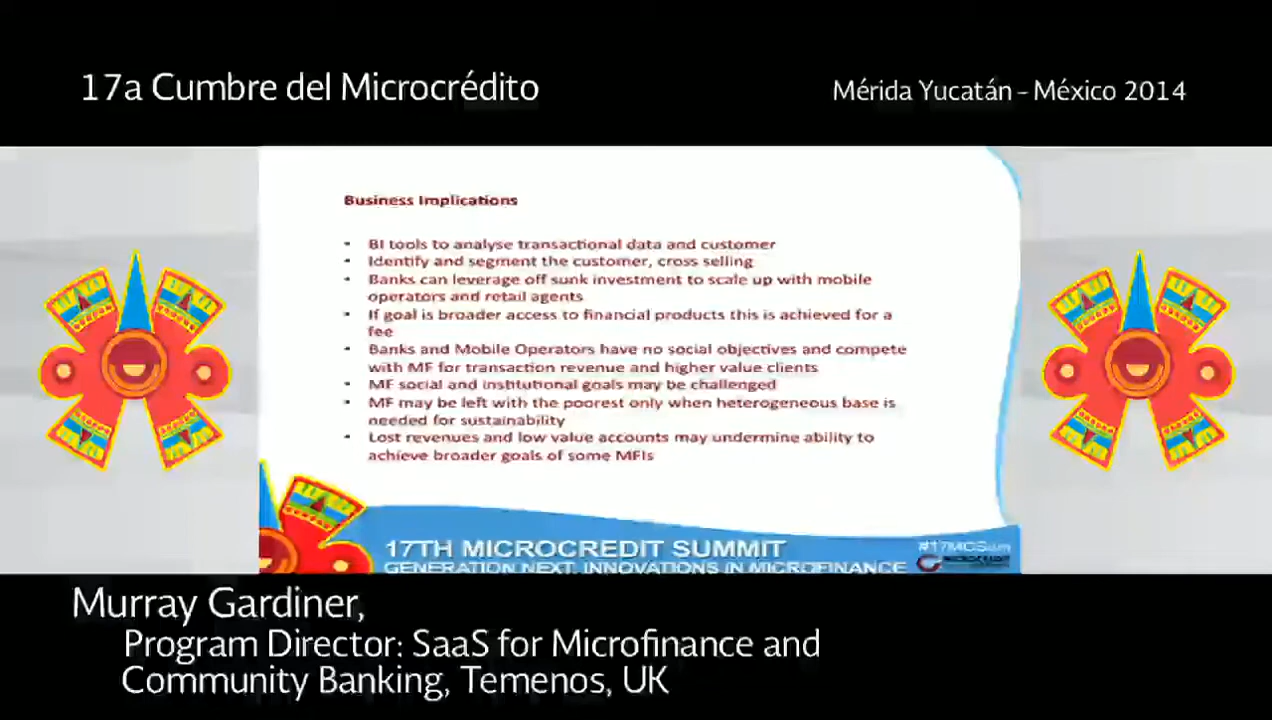 17a Cumbre del Microcrédito
Mérida Yucatán - México 2014
Business Implications
• BI tools to analyse transactional data and customer
• Identify and segment the customer, cross selling
• Banks can leverage off sunk investment to scale up with mobile
operators and retail agents
• If goal is broader access to financial products this is achieved for a
fee
• Banks and Mobile Operators have no social objectives and compete
with MF for transaction revenue and higher value clients
• MF social and institutional goals may be challenged
• MF may be left with the poorest only when heterogeneous base is
needed for sustainability
• Lost revenues and low value accounts may undermine ability to
achieve broader goals of some MFIs
17TH MICROCREDIT SUMMIT
GENERATION NEXT: INNOVATIONS IN MICROFINANCE
#17MCSum
Murray Gardiner,
Program Director: SaaS for Microfinance and
Community Banking, Temenos, UK